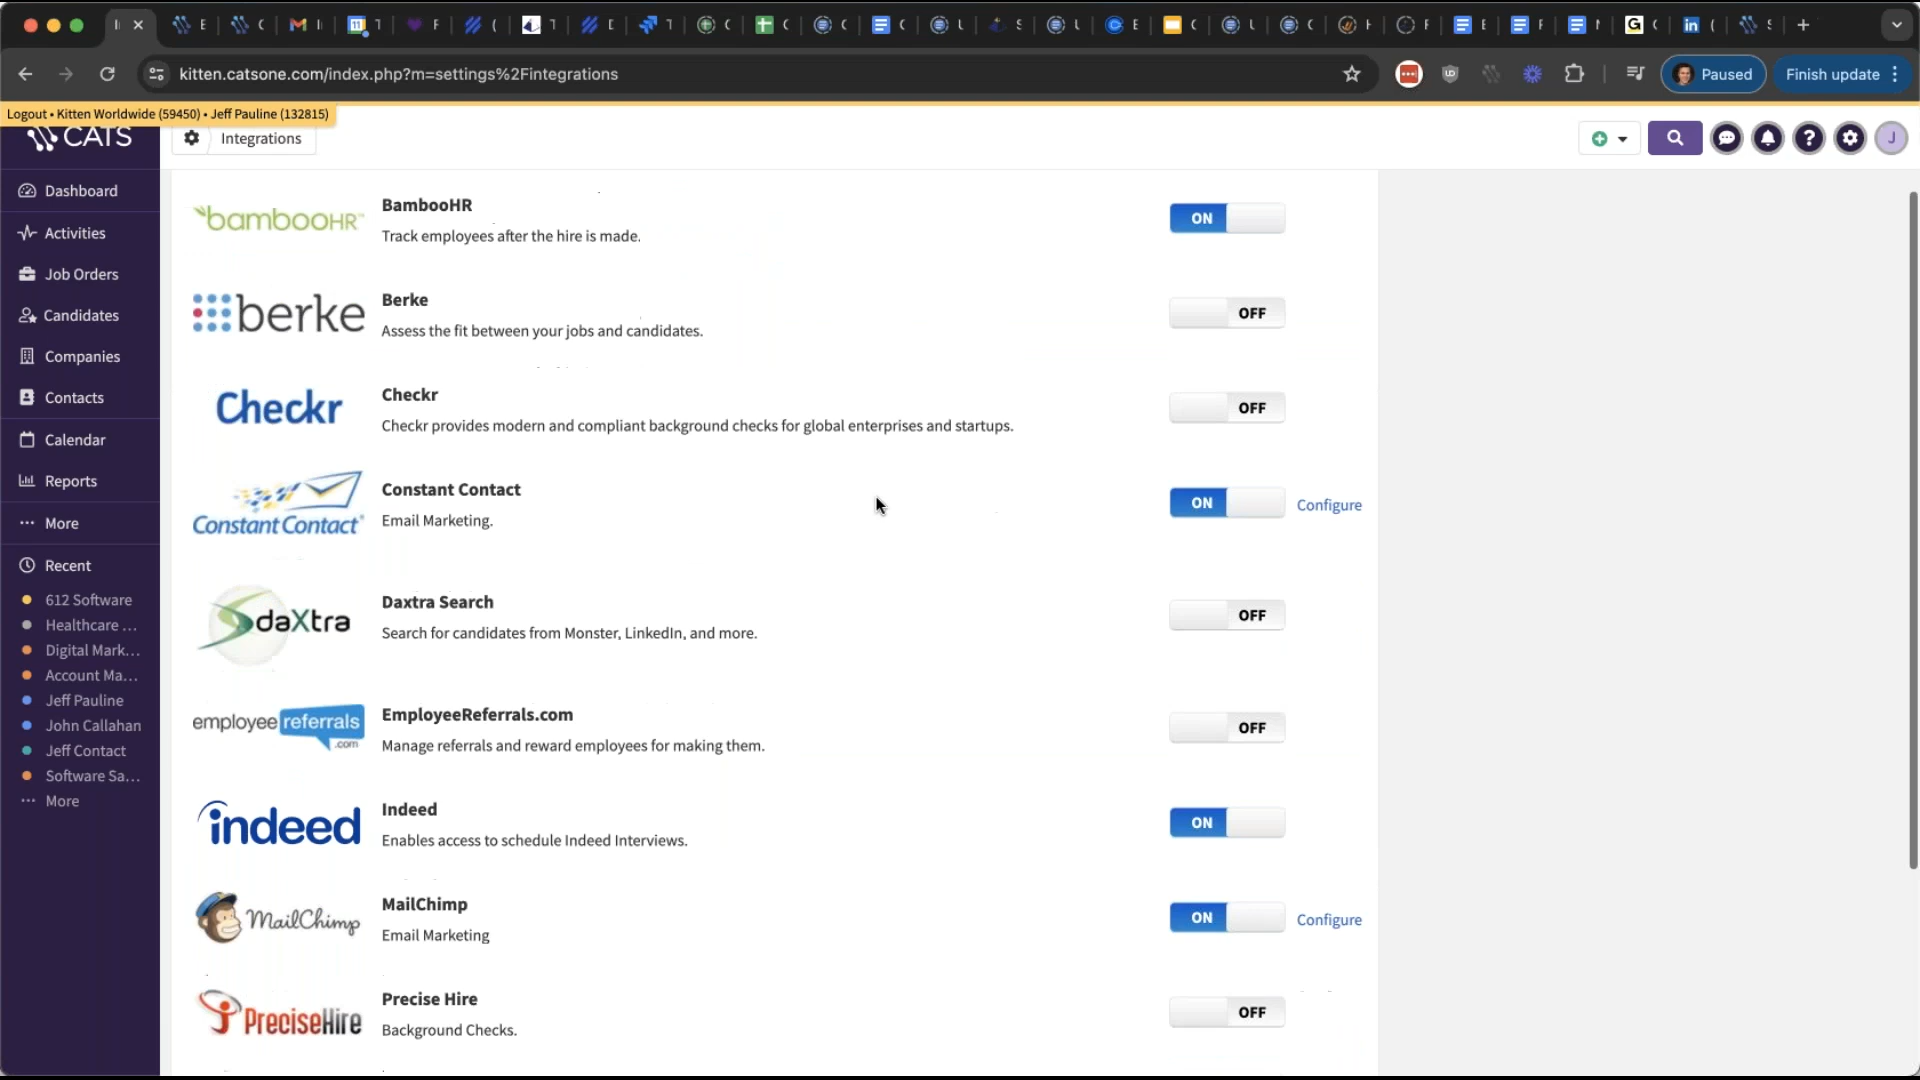 E
C
M
I
T
F
(
T
D
T
C
C
C
C
L
S
L
E
C
L
C
H
F
E
F
N
G
(
in
(
S
kitten.catsone.com/index.php?m=settings%2Fintegrations
Paused
Finish update
Logout • Kitten Worldwide (59450) • Jeff Pauline (132815)
CATS
Integrations
J
Dashboard
Activities
Job Orders
Candidates
Companies
Contacts
Calendar
Reports
More
Recent
612 Software
Healthcare ...
Digital Mark...
Account Ma...
Jeff Pauline
John Callahan
Jeff Contact
Software Sa...
More
bambooHR
BambooHR
Track employees after the hire is made.
ON
berke
Berke
Assess the fit between your jobs and candidates.
OFF
Checkr
Checkr
Checkr provides modern and compliant background checks for global enterprises and startups.
OFF
Constant Contact
Constant Contact
Email Marketing.
ON
Configure
daXtra
Daxtra Search
Search for candidates from Monster, LinkedIn, and more.
OFF
employee referrals .com
EmployeeReferrals.com
Manage referrals and reward employees for making them.
OFF
indeed
Indeed
Enables access to schedule Indeed Interviews.
ON
MailChimp
MailChimp
Email Marketing
ON
Configure
PreciseHire
Precise Hire
Background Checks.
OFF